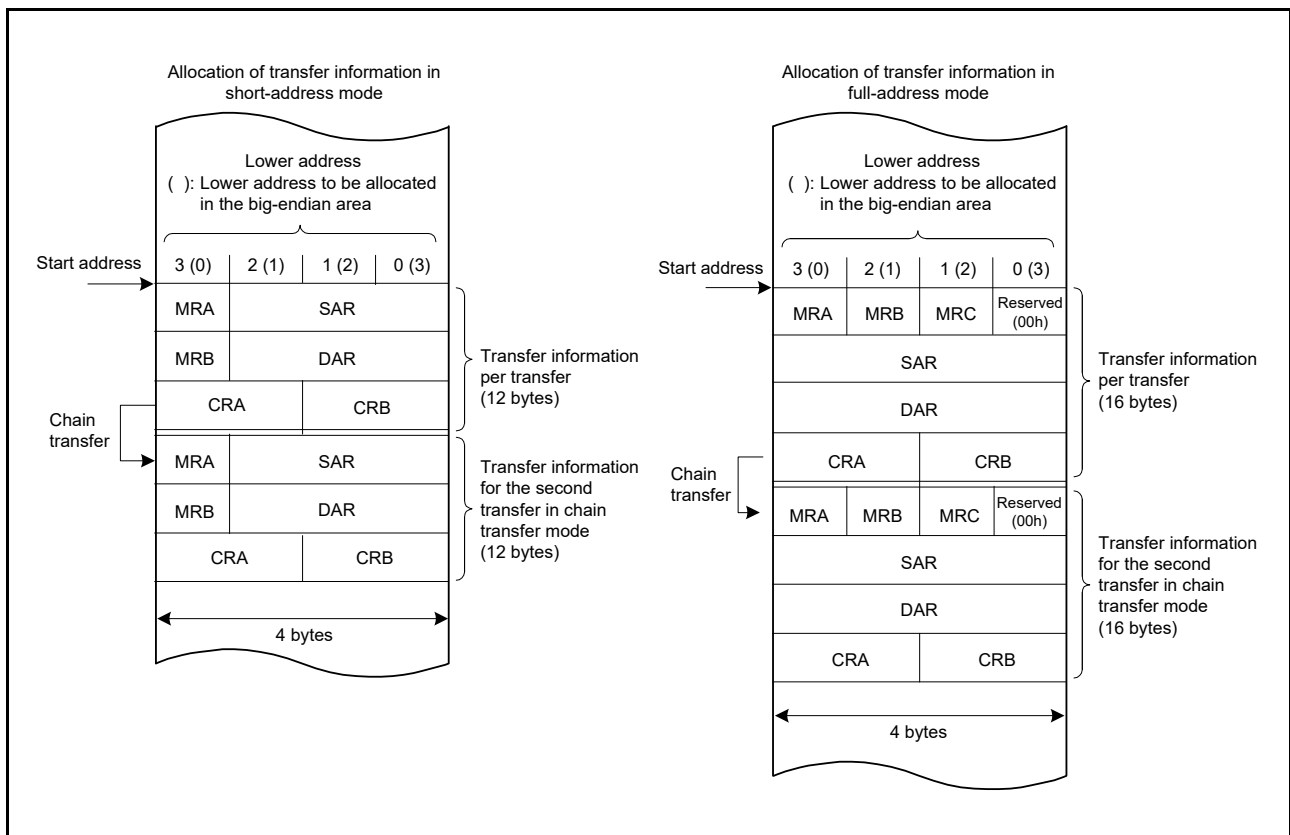 Allocation of transfer information in
short-address mode
Lower address
( ): Lower address to be allocated
in the big-endian area
Start address
3 (0) 2 (1) 1 (2) 0 (3)
MRA SAR
MRB DAR
CRA CRB
Transfer information
per transfer
(12 bytes)
Chain
transfer
MRA SAR
MRB DAR
CRA CRB
Transfer information
for the second
transfer in chain
transfer mode
(12 bytes)
4 bytes
Allocation of transfer information in
full-address mode
Lower address
( ): Lower address to be allocated
in the big-endian area
Start address
3 (0) 2 (1) 1 (2) 0 (3)
MRA MRB MRC Reserved
(00h)
SAR
DAR
CRA CRB
Transfer information
per transfer
(16 bytes)
Chain
transfer
MRA MRB MRC Reserved
(00h)
SAR
DAR
CRA CRB
Transfer information
for the second
transfer in chain
transfer mode
(16 bytes)
4 bytes